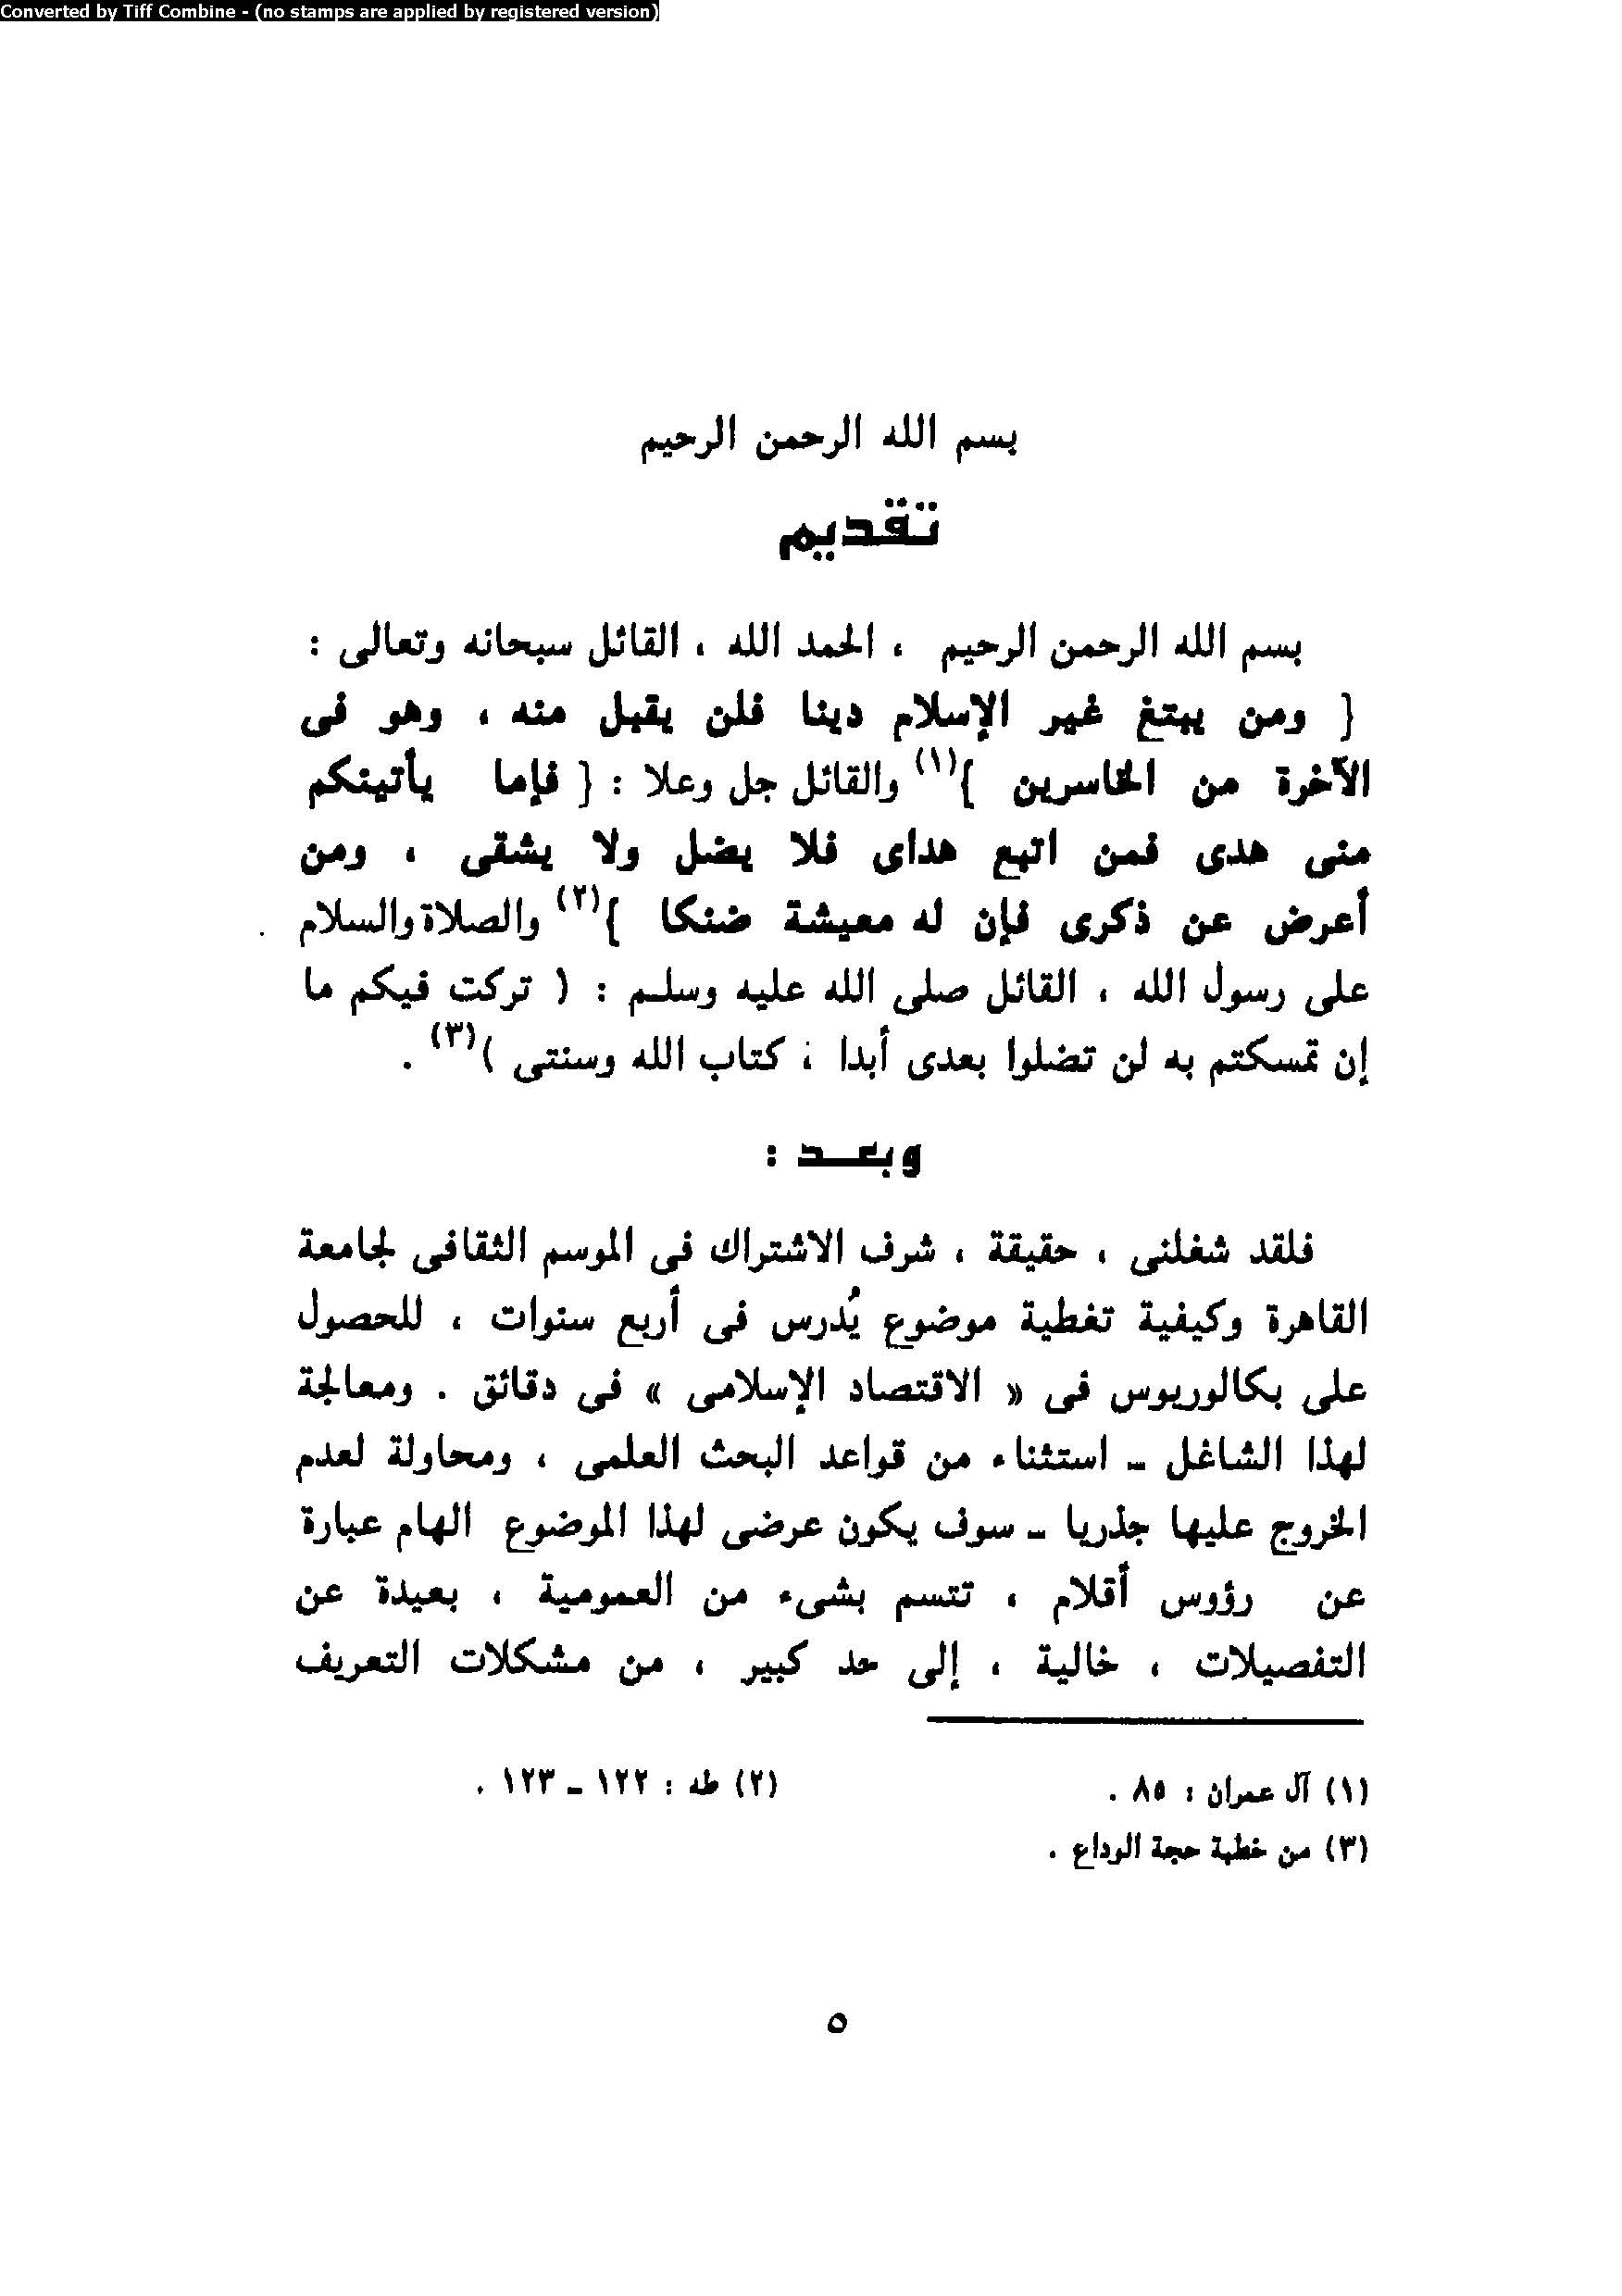 Converted by Tiff Combine - (no stamps are applied by registered version)
بسم الله الرحمن الرحيم
تقديم
بسم الله الرحمن الرحيم ، الحمد الله ، القائل سبحانه وتعالى :
{ ومن يبتغ غير الإسلام دينا فلن يقبل منه ، وهو فى
الآخرة من الخاسرين }(١) والقائل جل وعلا : { فإما يأتينكم
منى هدى فمن اتبع هداى فلا يضل ولا يشقى ، ومن
أعرض عن ذكرى فإن له معيشة ضنكا }(٢) والصلاة والسلام
على رسول الله ، القائل صلى الله عليه وسلـم : ( تركت فيكم ما
إن تمسكتم به لن تضلوا بعدى أبدا ؛ كتاب الله وسنتى )(٣) .
وبعـــد :
فلقد شغلنى ، حقيقة ، شرف الاشتراك فى الموسم الثقافى لجامعة
القاهرة وكيفية تغطية موضوع يُدرس فى أربع سنوات ، للحصول
على بكالوريوس فى « الاقتصاد الإسلامى » فى دقائق . ومعالجة
لهذا الشاغل ــ استثناء من قواعد البحث العلمى ، ومحاولة لعدم
الخروج عليها جذريا ــ سوف يكون عرضى لهذا الموضوع الهام عبارة
عن رؤوس أقلام ، تتسم بشىء من العمومية ، بعيدة عن
التفصيلات ، خالية ، إلى حد كبير ، من مشكلات التعريف
(١) آل عمران : ٨٥ .
(٢) طه : ١٢٢ ــ ١٢٣ .
(٣) من خطبة حجة الوداع .
٥